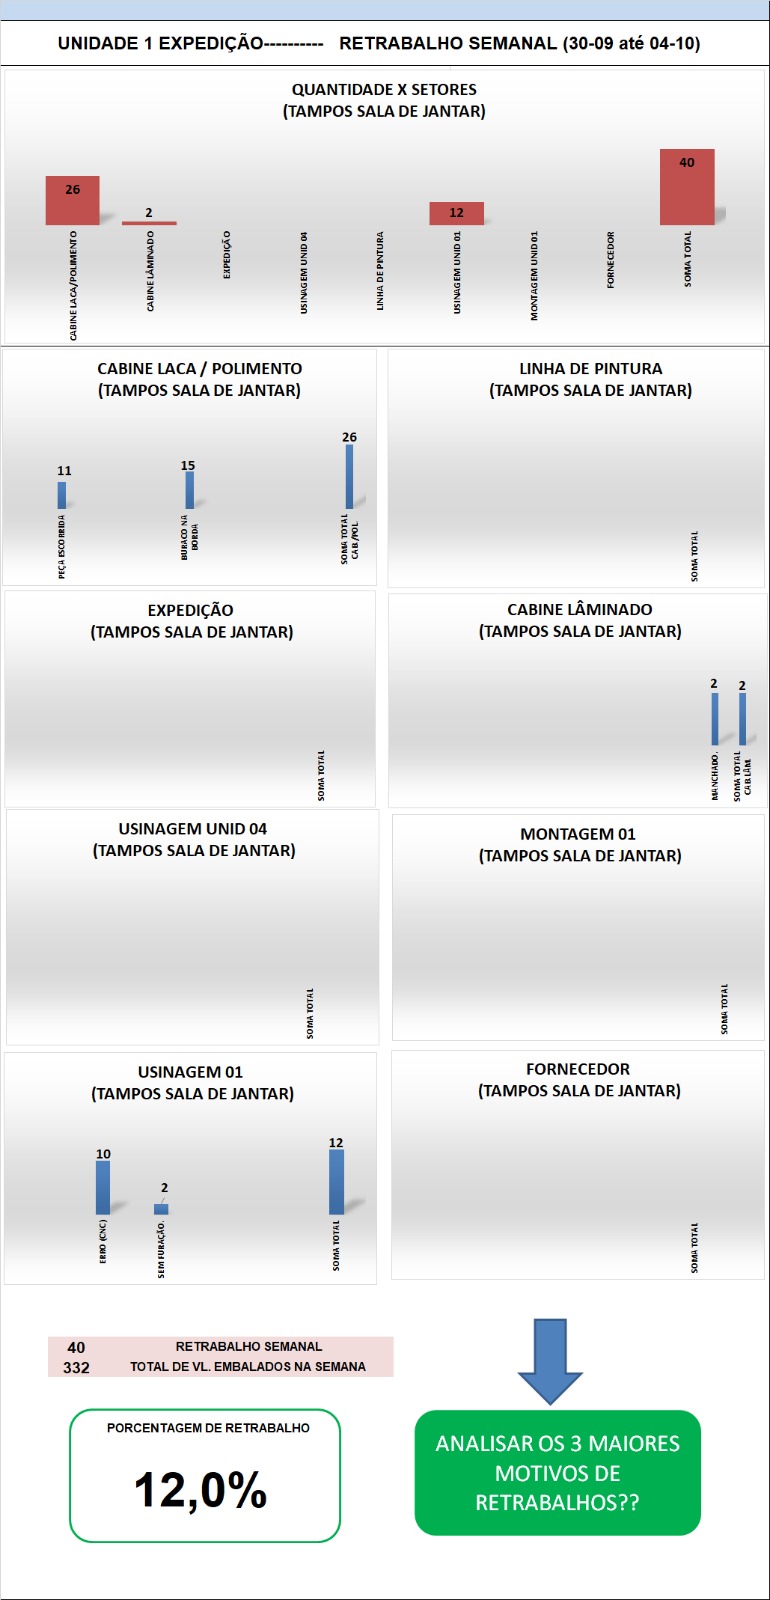 UNIDADE 1 EXPEDIÇÃO---------- RETRABALHO SEMANAL (30-09 até 04-10)
QUANTIDADE X SETORES
(TAMPOS SALA DE JANTAR)
26
2
12
40
CABINE LACA/POLIMENTO
CABINE LÂMINADO
EXPEDIÇÃO
USINAGEM UNID 04
LINHA DE PINTURA
USINAGEM UNID 01
MONTAGEM UNID 01
FORNECEDOR
SOMA TOTAL
CABINE LACA / POLIMENTO
(TAMPOS SALA DE JANTAR)
11
15
26
PEÇA ESCORRIDA
BURACO NA
BORDA
SOMA TOTAL
CAB./POL.
LINHA DE PINTURA
(TAMPOS SALA DE JANTAR)
SOMA TOTAL
EXPEDIÇÃO
(TAMPOS SALA DE JANTAR)
SOMA TOTAL
CABINE LÂMINADO
(TAMPOS SALA DE JANTAR)
2
2
MANCHADO.
SOMA TOTAL
CAB LÂM.
USINAGEM UNID 04
(TAMPOS SALA DE JANTAR)
SOMA TOTAL
MONTAGEM 01
(TAMPOS SALA DE JANTAR)
SOMA TOTAL
USINAGEM 01
(TAMPOS SALA DE JANTAR)
10
2
12
ERRO (CNC)
SEM FURAÇÃO.
SOMA TOTAL
FORNECEDOR
(TAMPOS SALA DE JANTAR)
SOMA TOTAL
40 RETRABALHO SEMANAL
332 TOTAL DE VL. EMBALADOS NA SEMANA
PORCENTAGEM DE RETRABALHO
12,0%
ANALISAR OS 3 MAIORES
MOTIVOS DE
RETRABALHOS??